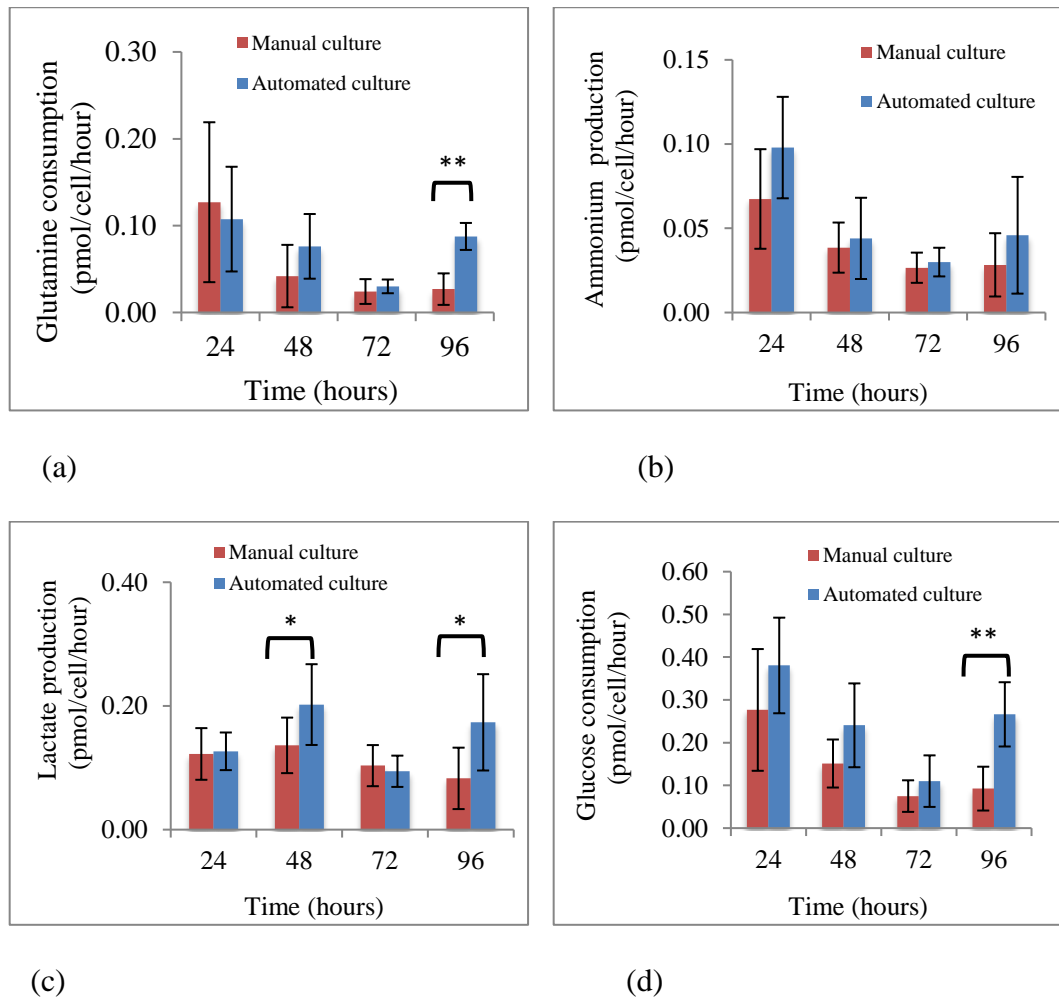 Glutamine consumption
(pmol/cell/hour)
0.30
0.20
0.10
0.00
Manual culture
Automated culture
**
24 48 72 96
Time (hours)
(a)
Ammonium production
(pmol/cell/hour)
0.15
0.10
0.05
0.00
Manual culture
Automated culture
24 48 72 96
Time (hours)
(b)
Lactate production
(pmol/cell/hour)
0.40
0.20
0.00
Manual culture
Automated culture
* *
24 48 72 96
Time (hours)
(c)
Glucose consumption
(pmol/cell/hour)
0.60
0.50
0.40
0.30
0.20
0.10
0.00
Manual culture
Automated culture
**
24 48 72 96
Time (hours)
(d)